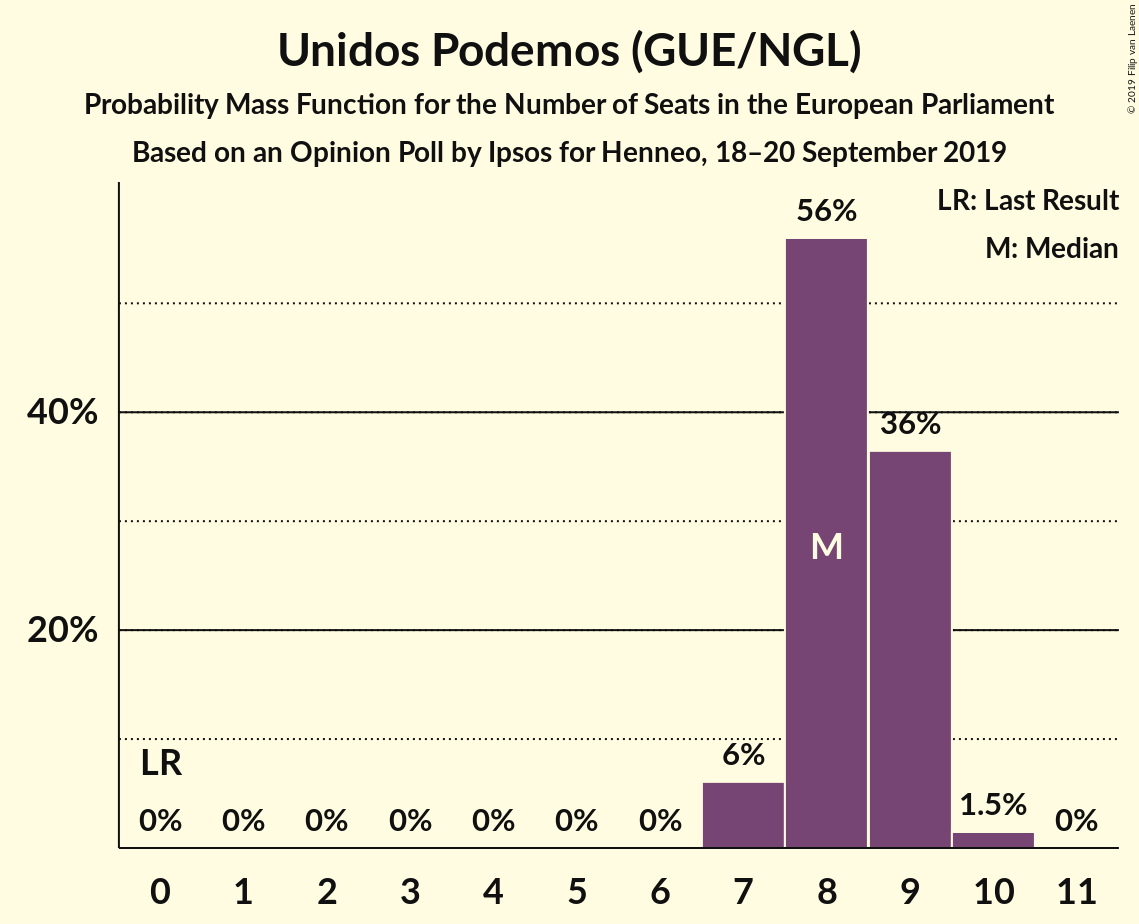 Unidos Podemos (GUE/NGL)
Probability Mass Function for the Number of Seats in the European Parliament
Based on an Opinion Poll by Ipsos for Henneo, 18–20 September 2019
© 2019 Filip van Laenen
LR: Last Result
M: Median
56%
40%
36%
M
20%
LR
6%
1.5%
0% 0% 0% 0% 0% 0% 0% 0%
0 1 2 3 4 5 6 7 8 9 10 11